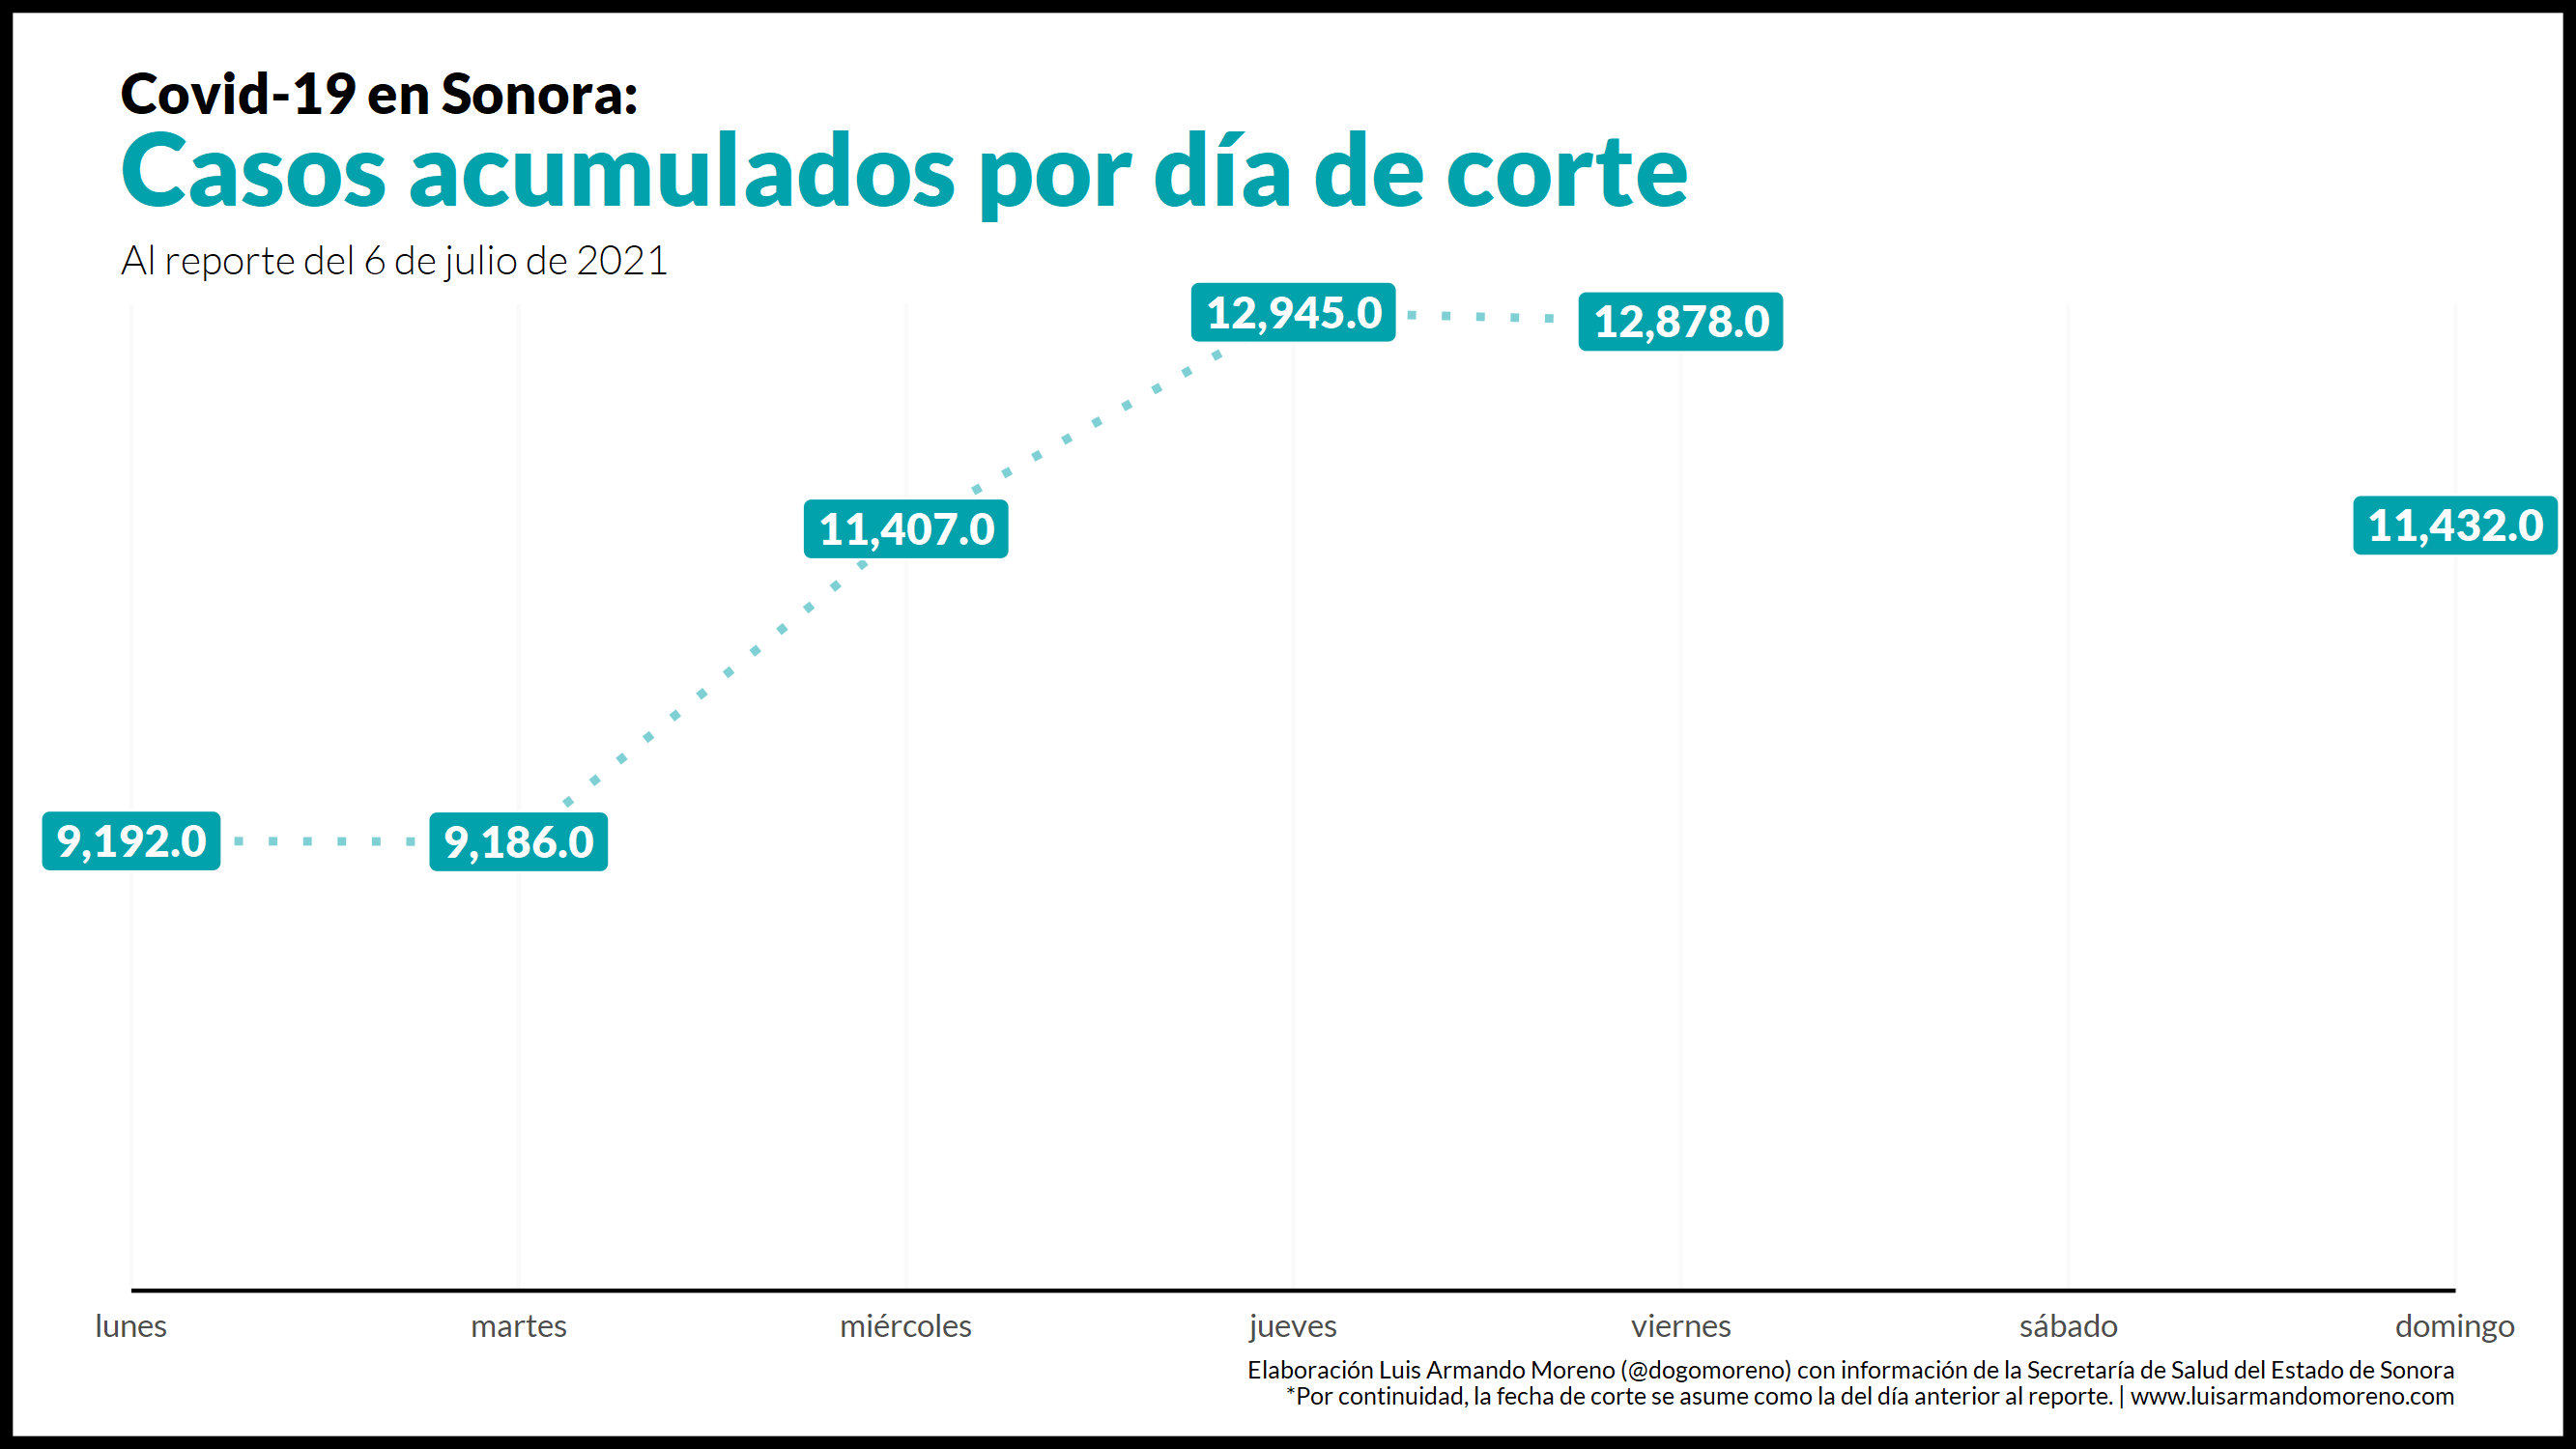 Covid-19 en Sonora:
Casos acumulados por día de corte
Al reporte del 6 de julio de 2021
12,945.0
12,878.0
11,407.0
11,432.0
9,192.0
9,186.0
lunes martes miércoles jueves viernes sábado domingo
Elaboración Luis Armando Moreno (@dogomoreno) con información de la Secretaría de Salud del Estado de Sonora
*Por continuidad, la fecha de corte se asume como la del día anterior al reporte. | www.luisarmandomoreno.com